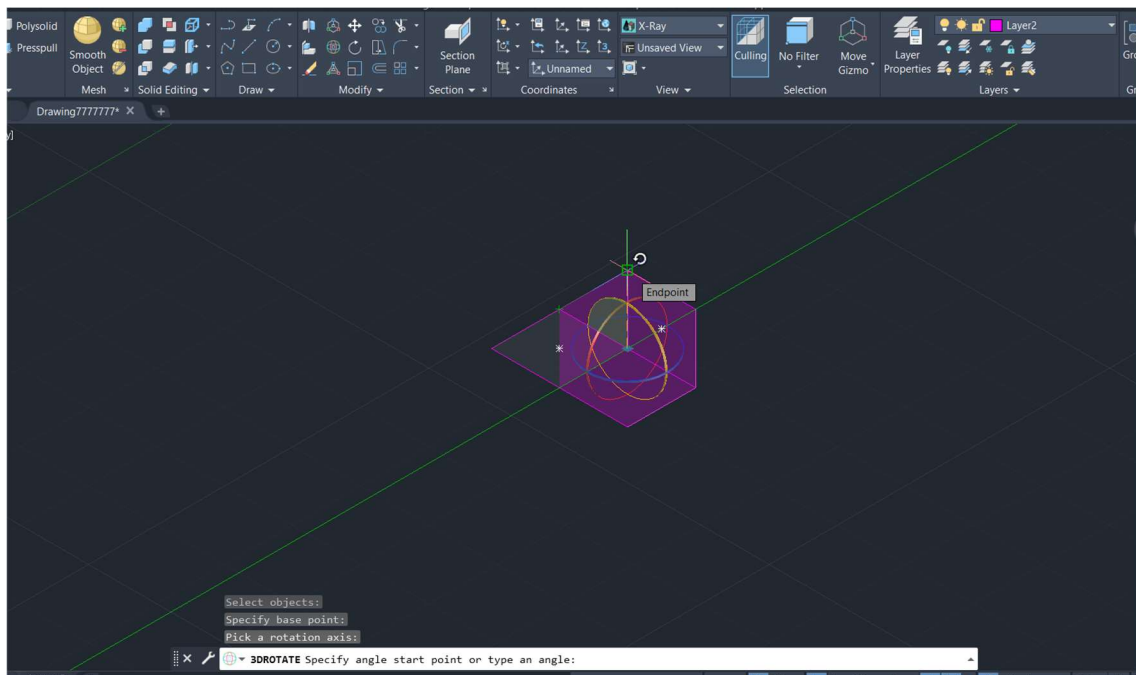 Polysolid
Presspull
Smooth
Object
Mesh
Solid Editing
Draw
Modify
Section
Plane
Section
Unnamed
Coordinates
X-Ray
Unsaved View
View
Culling
No Filter
Move
Gizmo
Selection
Layer
Properties
Layer2
Layers
Drawing7777777*
Endpoint
Select objects:
Specify base point:
Pick a rotation axis:
3DROTATE Specify angle start point or type an angle: